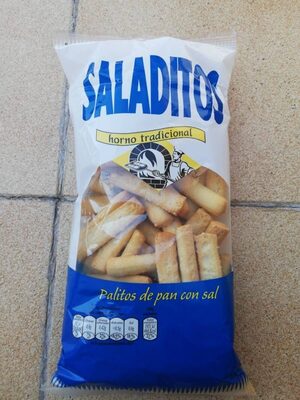 SALADITOS
horno tradicional
Palitos de pan con sal